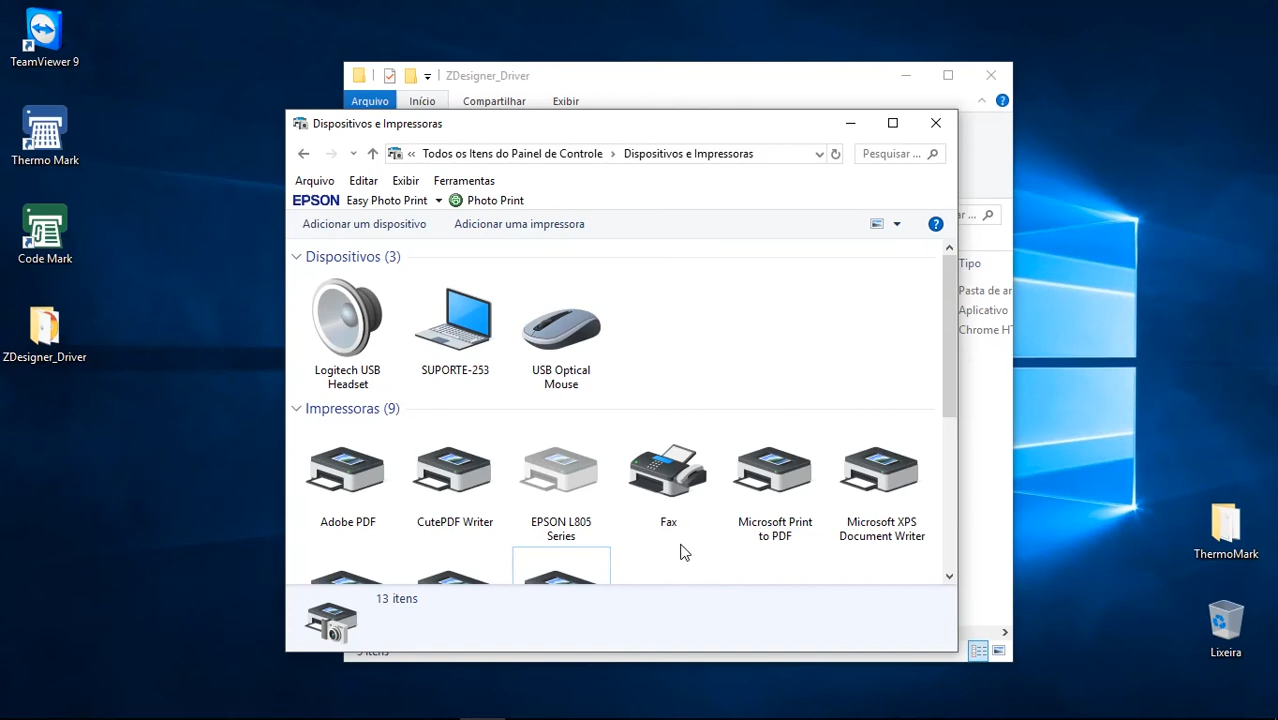 TeamViewer 9
Thermo Mark
Code Mark
ZDesigner_Driver
ZDesigner_Driver
Arquivo Início Compartilhar Exibir
Dispositivos e Impressoras
« Todos os Itens do Painel de Controle › Dispositivos e Impressoras
Pesquisar ...
Arquivo Editar Exibir Ferramentas
EPSON Easy Photo Print Photo Print
Adicionar um dispositivo Adicionar uma impressora
Dispositivos (3)
Logitech USB
Headset
SUPORTE-253
USB Optical
Mouse
Impressoras (9)
Adobe PDF
CutePDF Writer
EPSON L805
Series
Fax
Microsoft Print
to PDF
Microsoft XPS
Document Writer
13 itens
ar ...
Tipo
Pasta de ar
Aplicativo
Chrome HT
ThermoMark
Lixeira